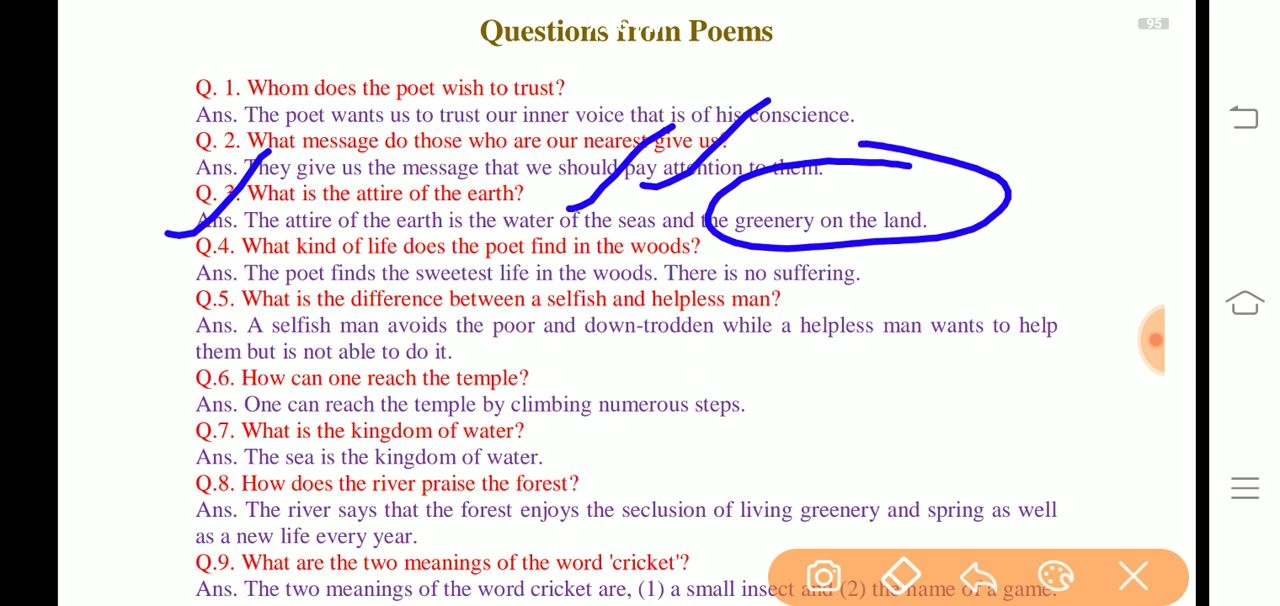 95
Questions from Poems
Q. 1. Whom does the poet wish to trust?
Ans. The poet wants us to trust our inner voice that is of his conscience.
Q. 2. What message do those who are our nearest give us?
Ans. They give us the message that we should pay attention to them.
Q. 3. What is the attire of the earth?
Ans. The attire of the earth is the water of the seas and the greenery on the land.
Q.4. What kind of life does the poet find in the woods?
Ans. The poet finds the sweetest life in the woods. There is no suffering.
Q.5. What is the difference between a selfish and helpless man?
Ans. A selfish man avoids the poor and down-trodden while a helpless man wants to help
them but is not able to do it.
Q.6. How can one reach the temple?
Ans. One can reach the temple by climbing numerous steps.
Q.7. What is the kingdom of water?
Ans. The sea is the kingdom of water.
Q.8. How does the river praise the forest?
Ans. The river says that the forest enjoys the seclusion of living greenery and spring as well
as a new life every year.
Q.9. What are the two meanings of the word 'cricket'?
Ans. The two meanings of the word cricket are, (1) a small insect and (2) the name of a game.